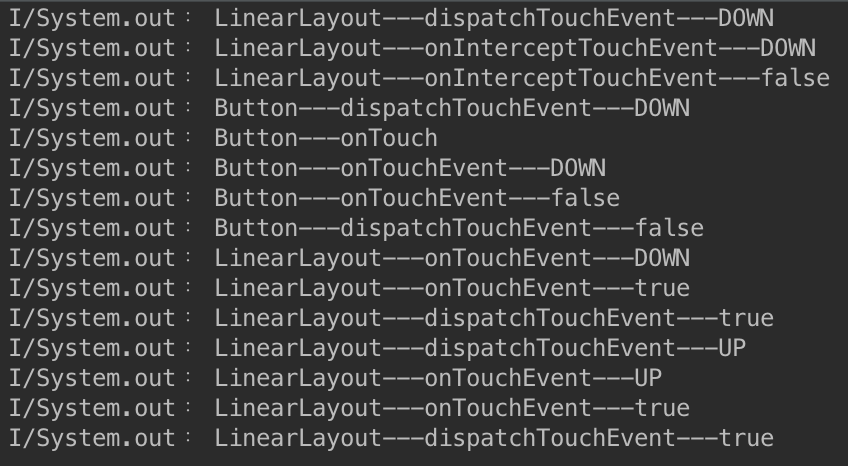 I/System.out: LinearLayout---dispatchTouchEvent---DOWN
I/System.out: LinearLayout---onInterceptTouchEvent---DOWN
I/System.out: LinearLayout---onInterceptTouchEvent---false
I/System.out: Button---dispatchTouchEvent---DOWN
I/System.out: Button---onTouch
I/System.out: Button---onTouchEvent---DOWN
I/System.out: Button---onTouchEvent---false
I/System.out: Button---dispatchTouchEvent---false
I/System.out: LinearLayout---onTouchEvent---DOWN
I/System.out: LinearLayout---onTouchEvent---true
I/System.out: LinearLayout---dispatchTouchEvent---true
I/System.out: LinearLayout---dispatchTouchEvent---UP
I/System.out: LinearLayout---onTouchEvent---UP
I/System.out: LinearLayout---onTouchEvent---true
I/System.out: LinearLayout---dispatchTouchEvent---true